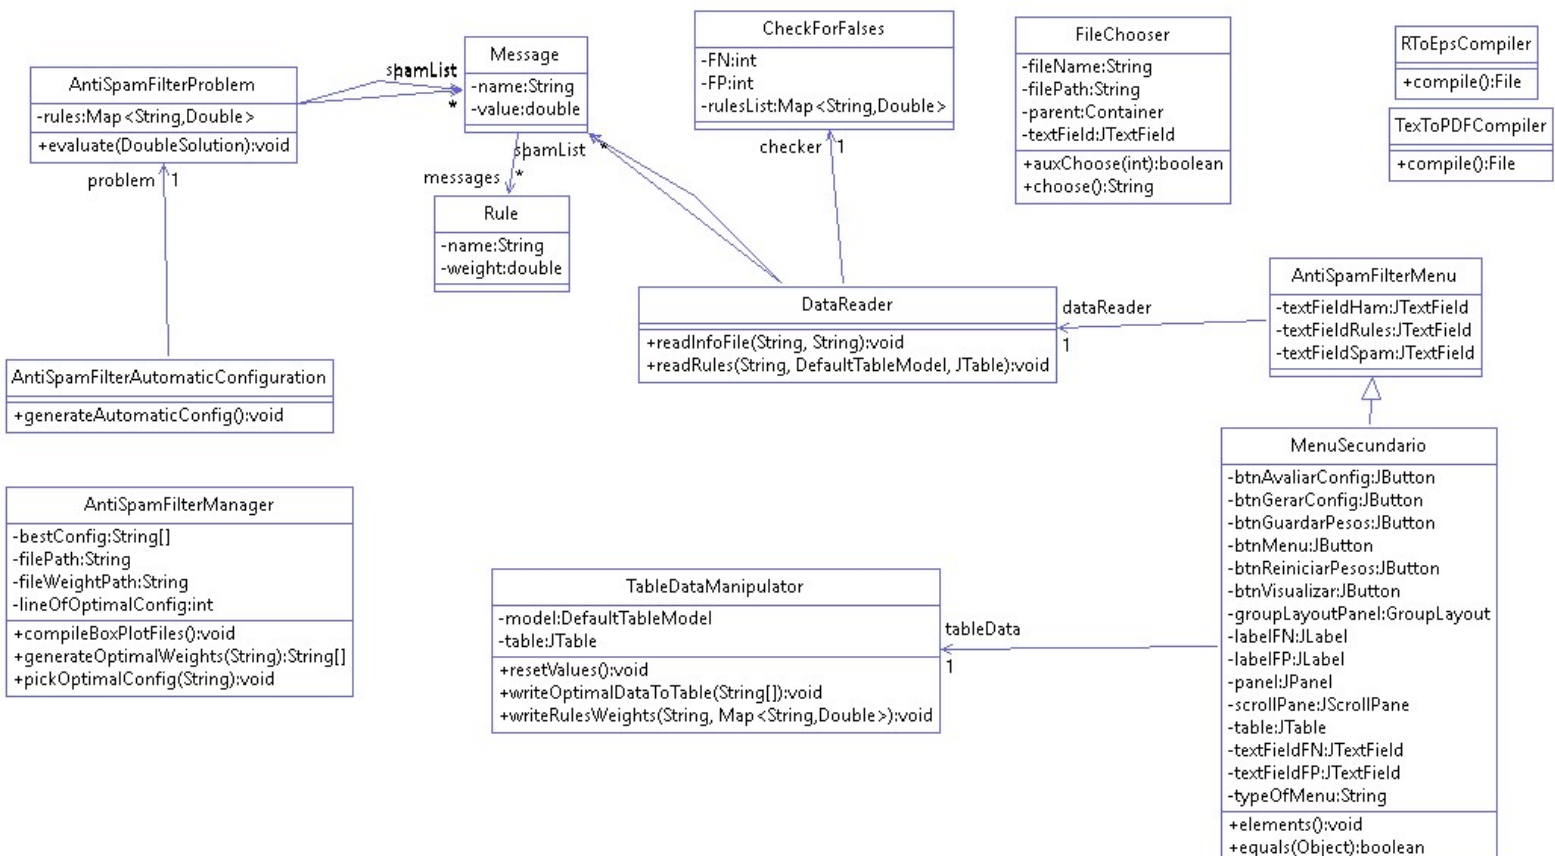 AntiSpamFilterProblem
-rules:Map<String,Double>
+evaluate(DoubleSolution):void
problem
1
spamList
*
Message
-name:String
-value:double
spamList
*
messages
*
Rule
-name:String
-weight:double
CheckForFalses
-FN:int
-FP:int
-rulesList:Map<String,Double>
checker
1
FileChooser
-fileName:String
-filePath:String
-parent:Container
-textField:JTextField
+auxChoose(int):boolean
+choose():String
RToEpsCompiler
+compile():File
TexToPDFCompiler
+compile():File
DataReader
+readInfoFile(String, String):void
+readRules(String, DefaultTableModel, JTable):void
dataReader
1
AntiSpamFilterMenu
-textFieldHam:JTextField
-textFieldRules:JTextField
-textFieldSpam:JTextField
AntiSpamFilterAutomaticConfiguration
+generateAutomaticConfig():void
AntiSpamFilterManager
-bestConfig:String[]
-filePath:String
-fileWeightPath:String
-lineOfOptimalConfig:int
+compileBoxPlotFiles():void
+generateOptimalWeights(String):String[]
+pickOptimalConfig(String):void
TableDataManipulator
-model:DefaultTableModel
-table:JTable
+resetValues():void
+writeOptimalDataToTable(String[]):void
+writeRulesWeights(String, Map<String,Double>):void
tableData
1
MenuSecundario
-btnAvaliarConfig:JButton
-btnGerarConfig:JButton
-btnGuardarPesos:JButton
-btnMenu:JButton
-btnReiniciarPesos:JButton
-btnVisualizar:JButton
-groupLayoutPanel:GroupLayout
-labelFN:JLabel
-labelFP:JLabel
-panel:JPanel
-scrollPane:JScrollPane
-table:JTable
-textFieldFN:JTextField
-textFieldFP:JTextField
-typeOfMenu:String
+elements():void
+equals(Object):boolean